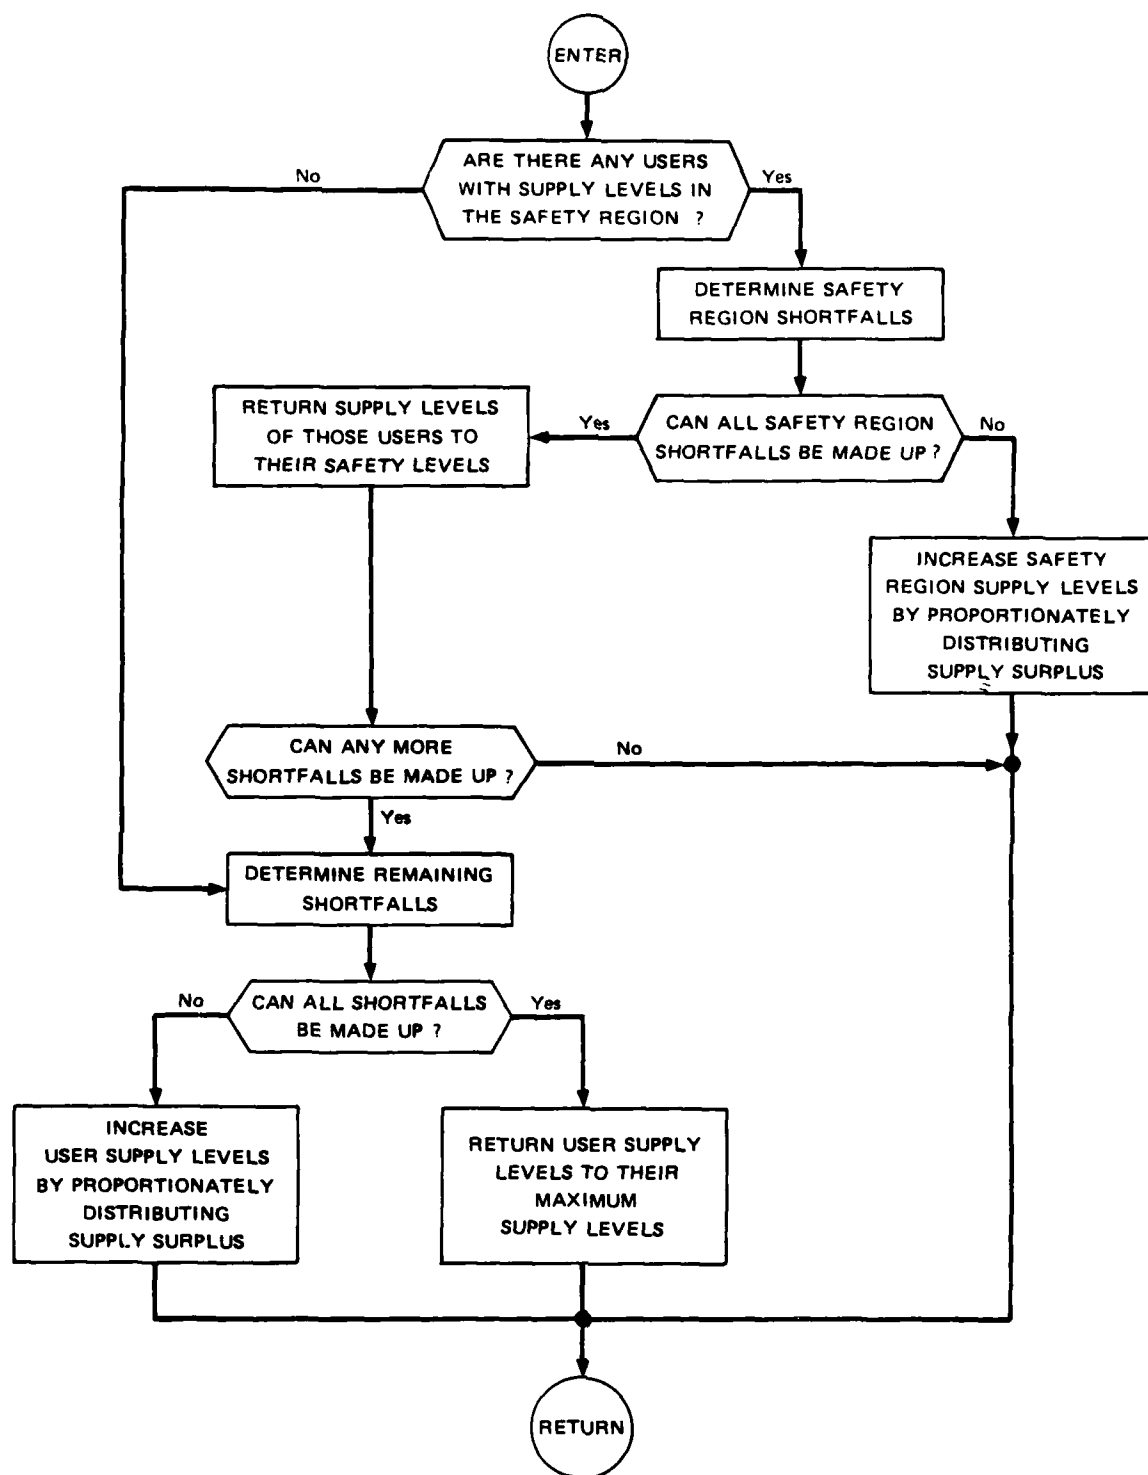 ENTER
ARE THERE ANY USERS
WITH SUPPLY LEVELS IN
THE SAFETY REGION ?
No
Yes
DETERMINE SAFETY
REGION SHORTFALLS
CAN ALL SAFETY REGION
SHORTFALLS BE MADE UP ?
Yes
No
RETURN SUPPLY LEVELS
OF THOSE USERS TO
THEIR SAFETY LEVELS
INCREASE SAFETY
REGION SUPPLY LEVELS
BY PROPORTIONATELY
DISTRIBUTING
SUPPLY SURPLUS
CAN ANY MORE
SHORTFALLS BE MADE UP ?
No
Yes
DETERMINE REMAINING
SHORTFALLS
CAN ALL SHORTFALLS
BE MADE UP ?
No
Yes
INCREASE
USER SUPPLY LEVELS
BY PROPORTIONATELY
DISTRIBUTING
SUPPLY SURPLUS
RETURN USER SUPPLY
LEVELS TO THEIR
MAXIMUM
SUPPLY LEVELS
RETURN